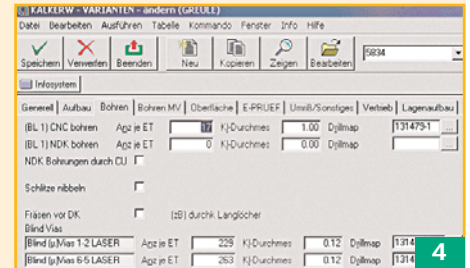 KALKERW - VARIANTEN - ändern (GREULE)
Datei Bearbeiten Ausführen Tabelle Kommando Fenster Info Hilfe
Speichern Verwerfen Beenden Neu Kopieren Zeigen Bearbeiten 5834
Infosystem
Generell Aufbau Bohren Bohren MV Oberfläche E-PRUEF Umriß/Sonstiges Vertrieb Lagenaufbau
(BL 1) CNC bohren Anz je ET 17 Kl-Durchmes 1.00 Drillmap 131479-1 ...
(BL 1) NDK bohren Anz je ET 0 Kl-Durchmes 0.00 Drillmap ...
NDK Bohrungen durch CU
Schlitze nibbeln
Fräsen vor DK (zB) durchk. Langlöcher
Blind Vias
Blind (µ)Vias 1-2 LASER Anz je ET 229 Kl-Durchmes 0.12 Drillmap 1314
Blind (µ)Vias 6-5 LASER Anz je ET 263 Kl-Durchmes 0.12 Drillmap 1314
4